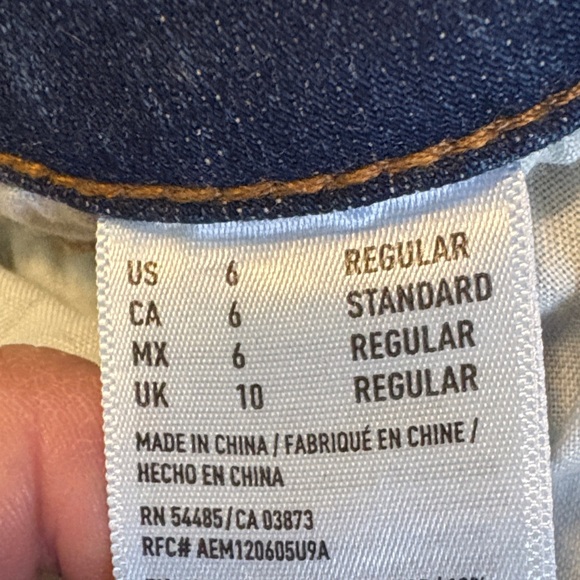 US 6 REGULAR
CA 6 STANDARD
MX 6 REGULAR
UK 10 REGULAR
MADE IN CHINA / FABRIQUÉ EN CHINE /
HECHO EN CHINA
RN 54485 / CA 03873
RFC# AEM120605U9A